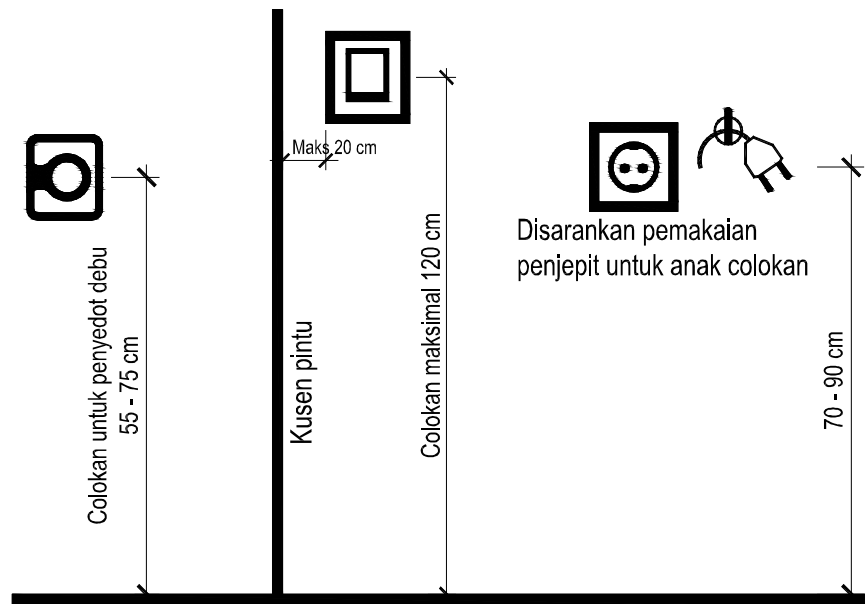 Colokan untuk penyedot debu
55 - 75 cm
Kusen pintu
Maks 20 cm
Colokan maksimal 120 cm
Disarankan pemakaian
penjepit untuk anak colokan
70 - 90 cm